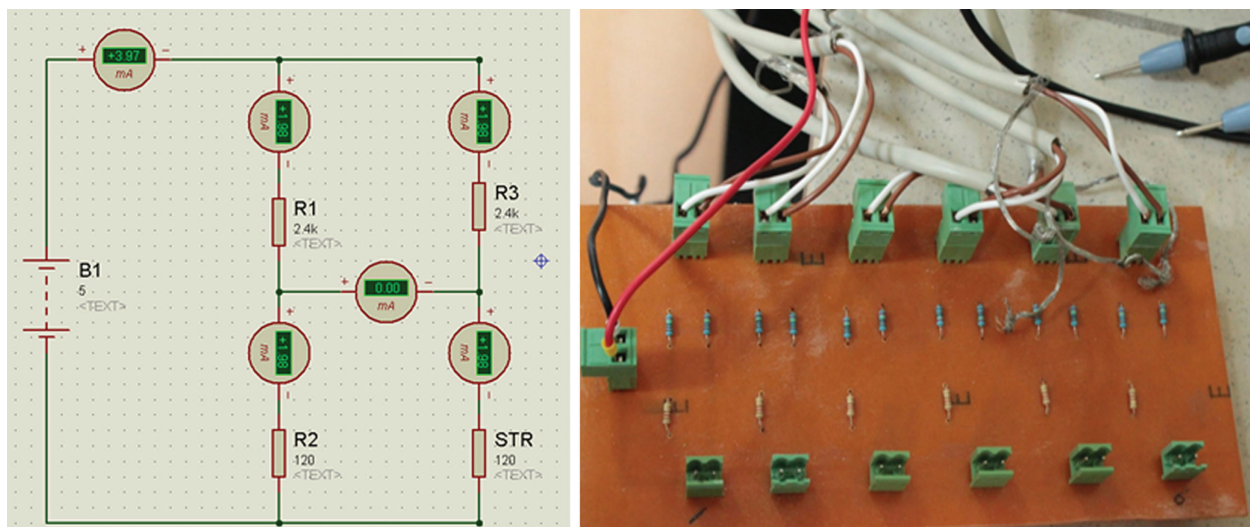 +3.97
mA
+1.98
mA
+1.98
mA
R1
2.4k
<TEXT>
R3
2.4k
<TEXT>
B1
5
<TEXT>
0.00
mA
+1.98
mA
+1.98
mA
R2
120
<TEXT>
STR
120
<TEXT>
E
E
E
E